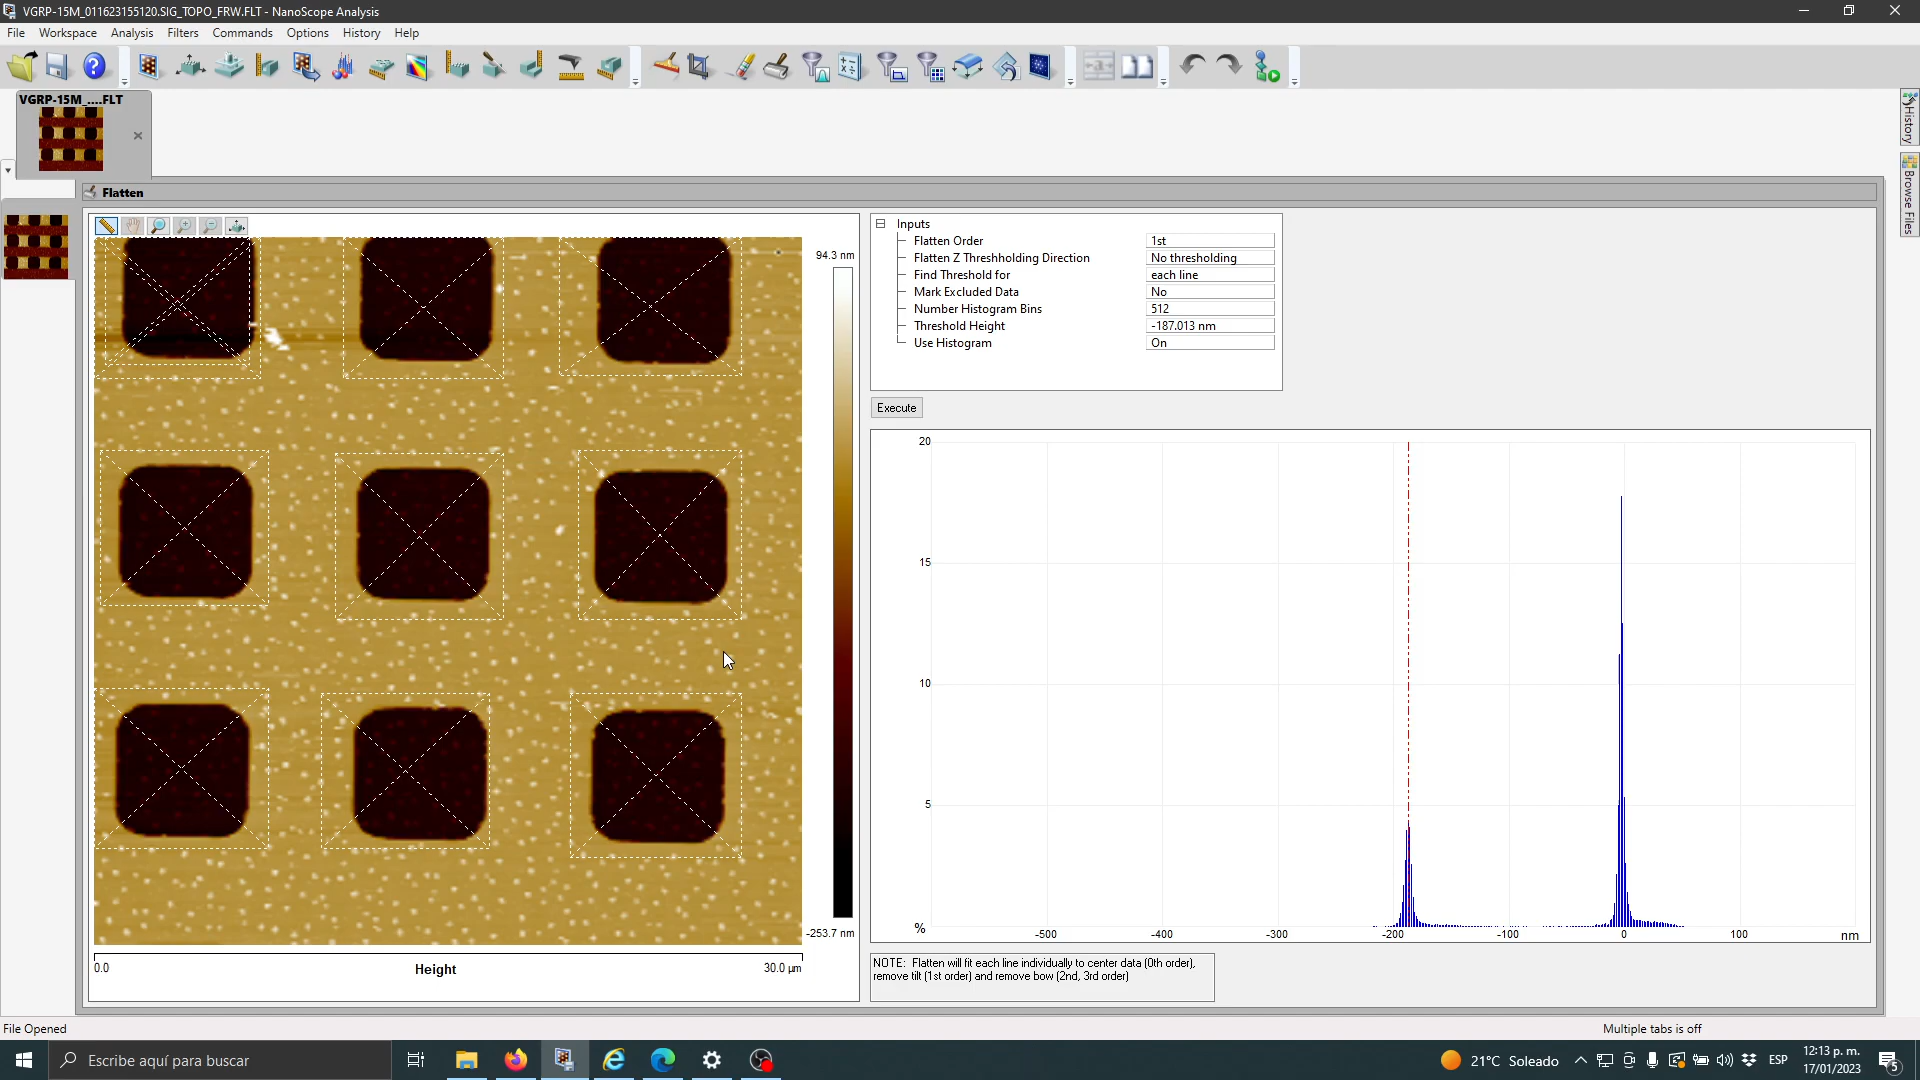 VGRP-15M_011623155120.SIG_TOPO_FRW.FLT - NanoScope Analysis
File Workspace Analysis Filters Commands Options History Help
VGRP-15M_....FLT
History
Browse Files
Flatten
94.3 nm
-253.7 nm
0.0 Height 30.0 µm
Inputs
Flatten Order 1st
Flatten Z Threshholding Direction No thresholding
Find Threshold for each line
Mark Excluded Data No
Number Histogram Bins 512
Threshold Height -187.013 nm
Use Histogram On
Execute
20
15
10
5
%
-500 -400 -300 -200 -100 0 100 nm
NOTE: Flatten will fit each line individually to center data (0th order),
remove tilt (1st order) and remove bow (2nd, 3rd order)
File Opened
Multiple tabs is off
Escribe aquí para buscar
21°C Soleado
ESP
12:13 p. m.
17/01/2023
5